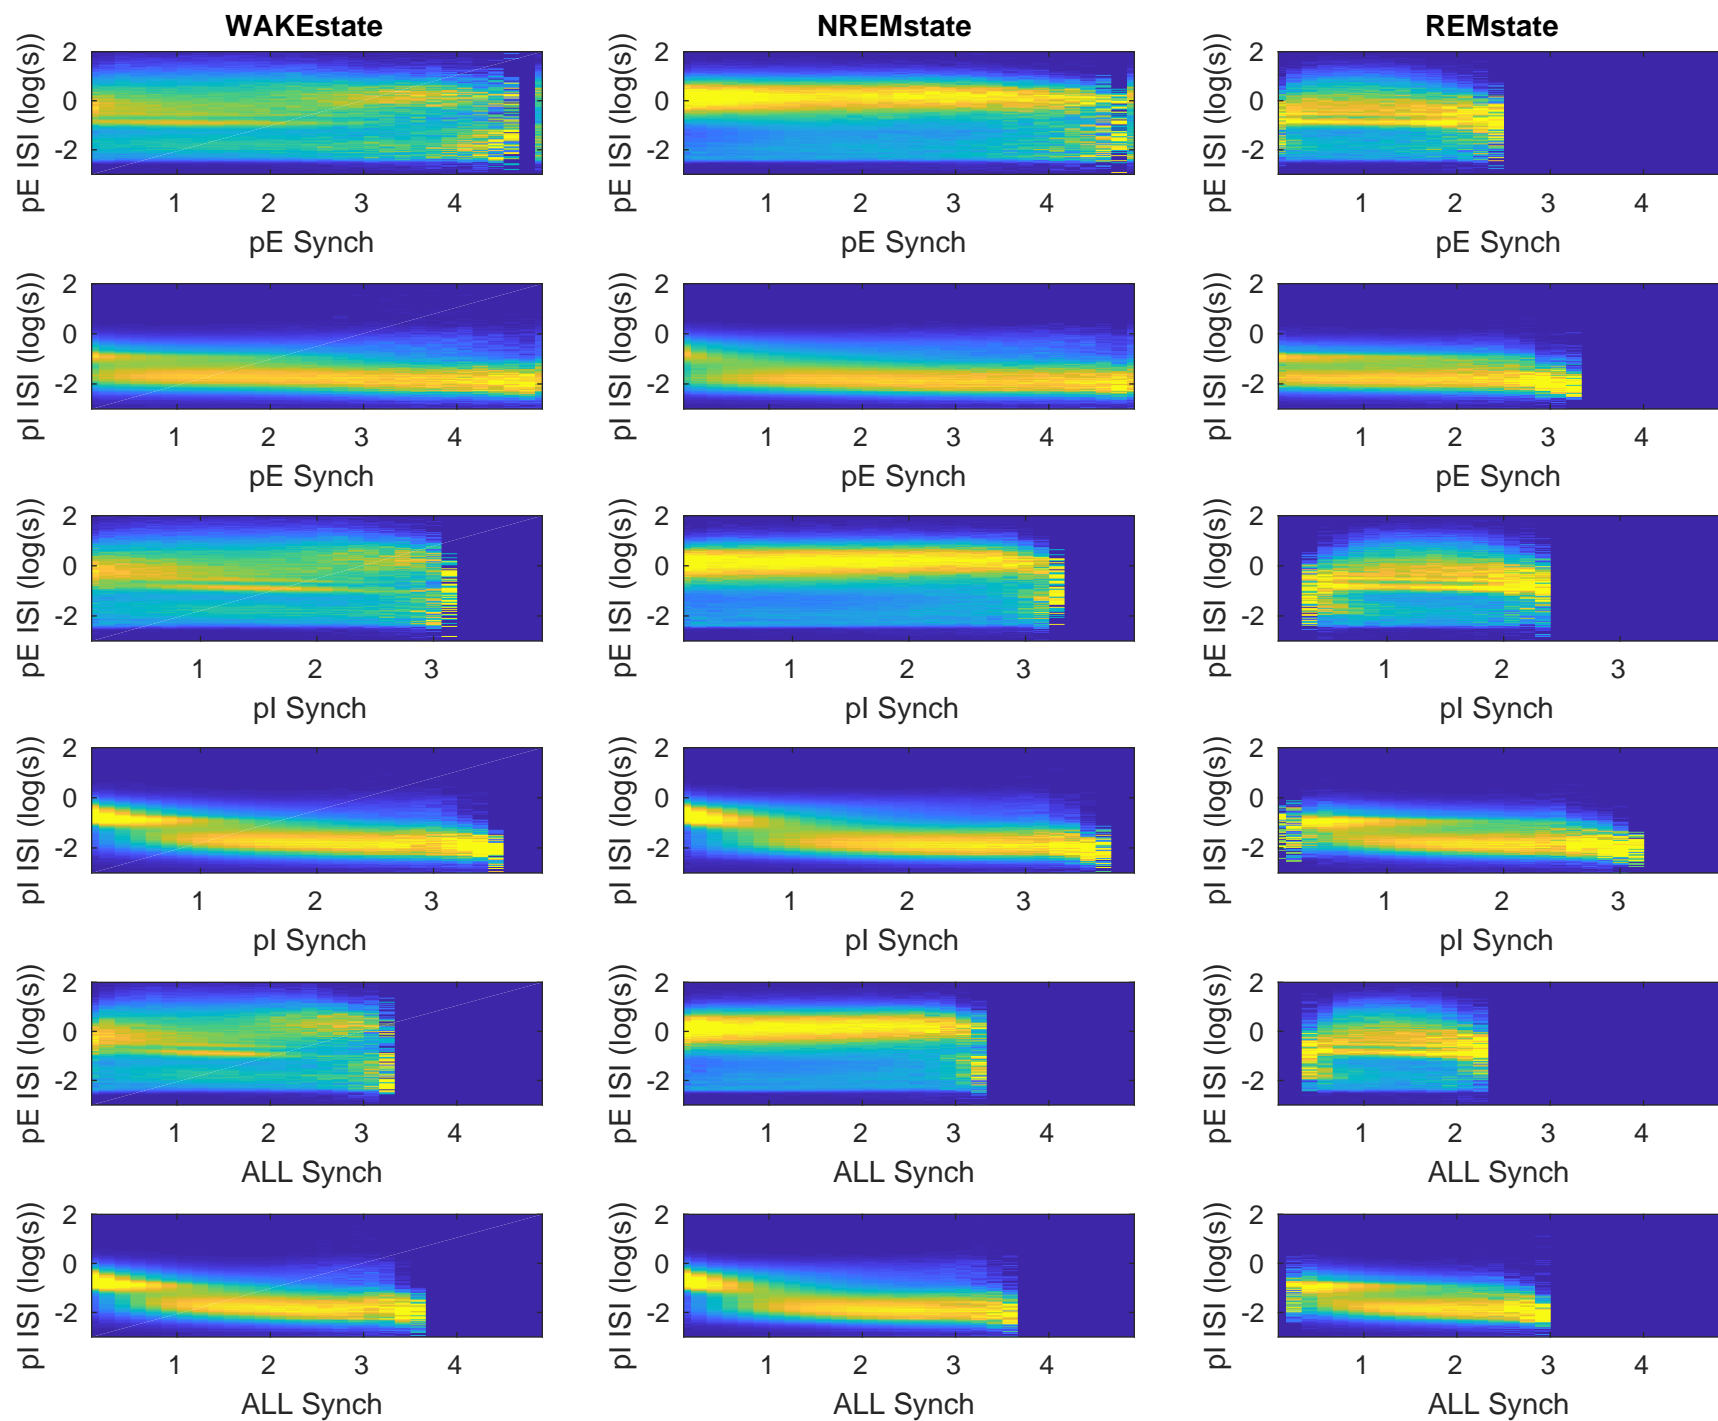 WAKEstate NREMstate REMstate
pE ISI (log(s)) 2 0 -2 pE ISI (log(s)) 2 0 -2 pE ISI (log(s)) 2 0 -2
1 2 3 4 1 2 3 4 1 2 3 4
pE Synch pE Synch pE Synch
pI ISI (log(s)) 2 0 -2 pI ISI (log(s)) 2 0 -2 pI ISI (log(s)) 2 0 -2
1 2 3 4 1 2 3 4 1 2 3 4
pE Synch pE Synch pE Synch
pE ISI (log(s)) 2 0 -2 pE ISI (log(s)) 2 0 -2 pE ISI (log(s)) 2 0 -2
1 2 3 1 2 3 1 2 3
pI Synch pI Synch pI Synch
pI ISI (log(s)) 2 0 -2 pI ISI (log(s)) 2 0 -2 pI ISI (log(s)) 2 0 -2
1 2 3 1 2 3 1 2 3
pI Synch pI Synch pI Synch
pE ISI (log(s)) 2 0 -2 pE ISI (log(s)) 2 0 -2 pE ISI (log(s)) 2 0 -2
1 2 3 4 1 2 3 4 1 2 3 4
ALL Synch ALL Synch ALL Synch
pI ISI (log(s)) 2 0 -2 pI ISI (log(s)) 2 0 -2 pI ISI (log(s)) 2 0 -2
1 2 3 4 1 2 3 4 1 2 3 4
ALL Synch ALL Synch ALL Synch